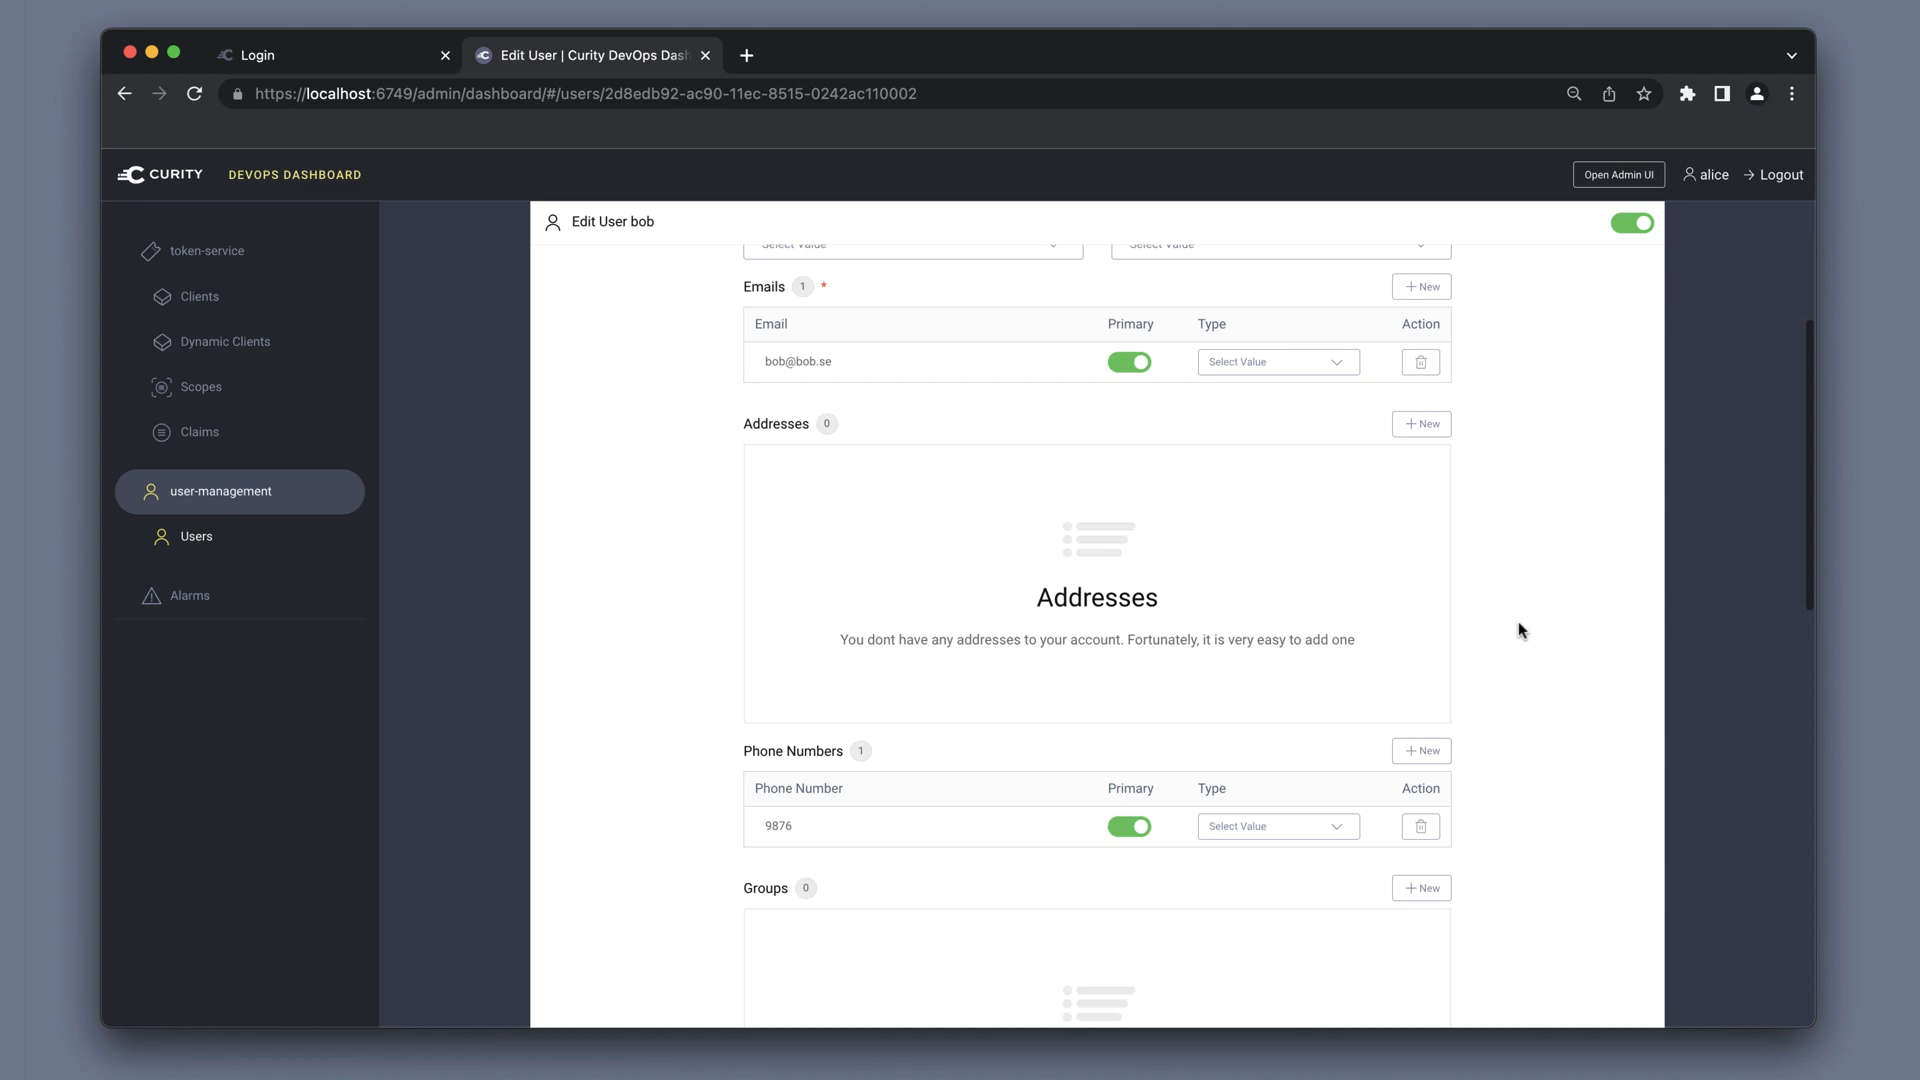 Login
Edit User | Curity DevOps Dash
https://localhost:6749/admin/dashboard/#/users/2d8edb92-ac90-11ec-8515-0242ac110002
CURITY
DEVOPS DASHBOARD
Open Admin UI
alice
Logout
token-service
Clients
Dynamic Clients
Scopes
Claims
user-management
Users
Alarms
Edit User bob
Select Value
Select Value
Emails 1 *
+ New
Email Primary Type Action
bob@bob.se Select Value
Addresses 0
+ New
Addresses
You dont have any addresses to your account. Fortunately, it is very easy to add one
Phone Numbers 1
+ New
Phone Number Primary Type Action
9876 Select Value
Groups 0
+ New